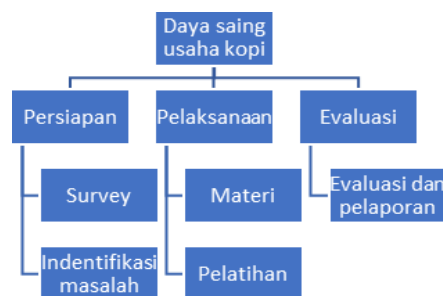 Daya saing
usaha kopi
Persiapan
Pelaksanaan
Evaluasi
Survey
Materi
Evaluasi dan
pelaporan
Indentifikasi
masalah
Pelatihan